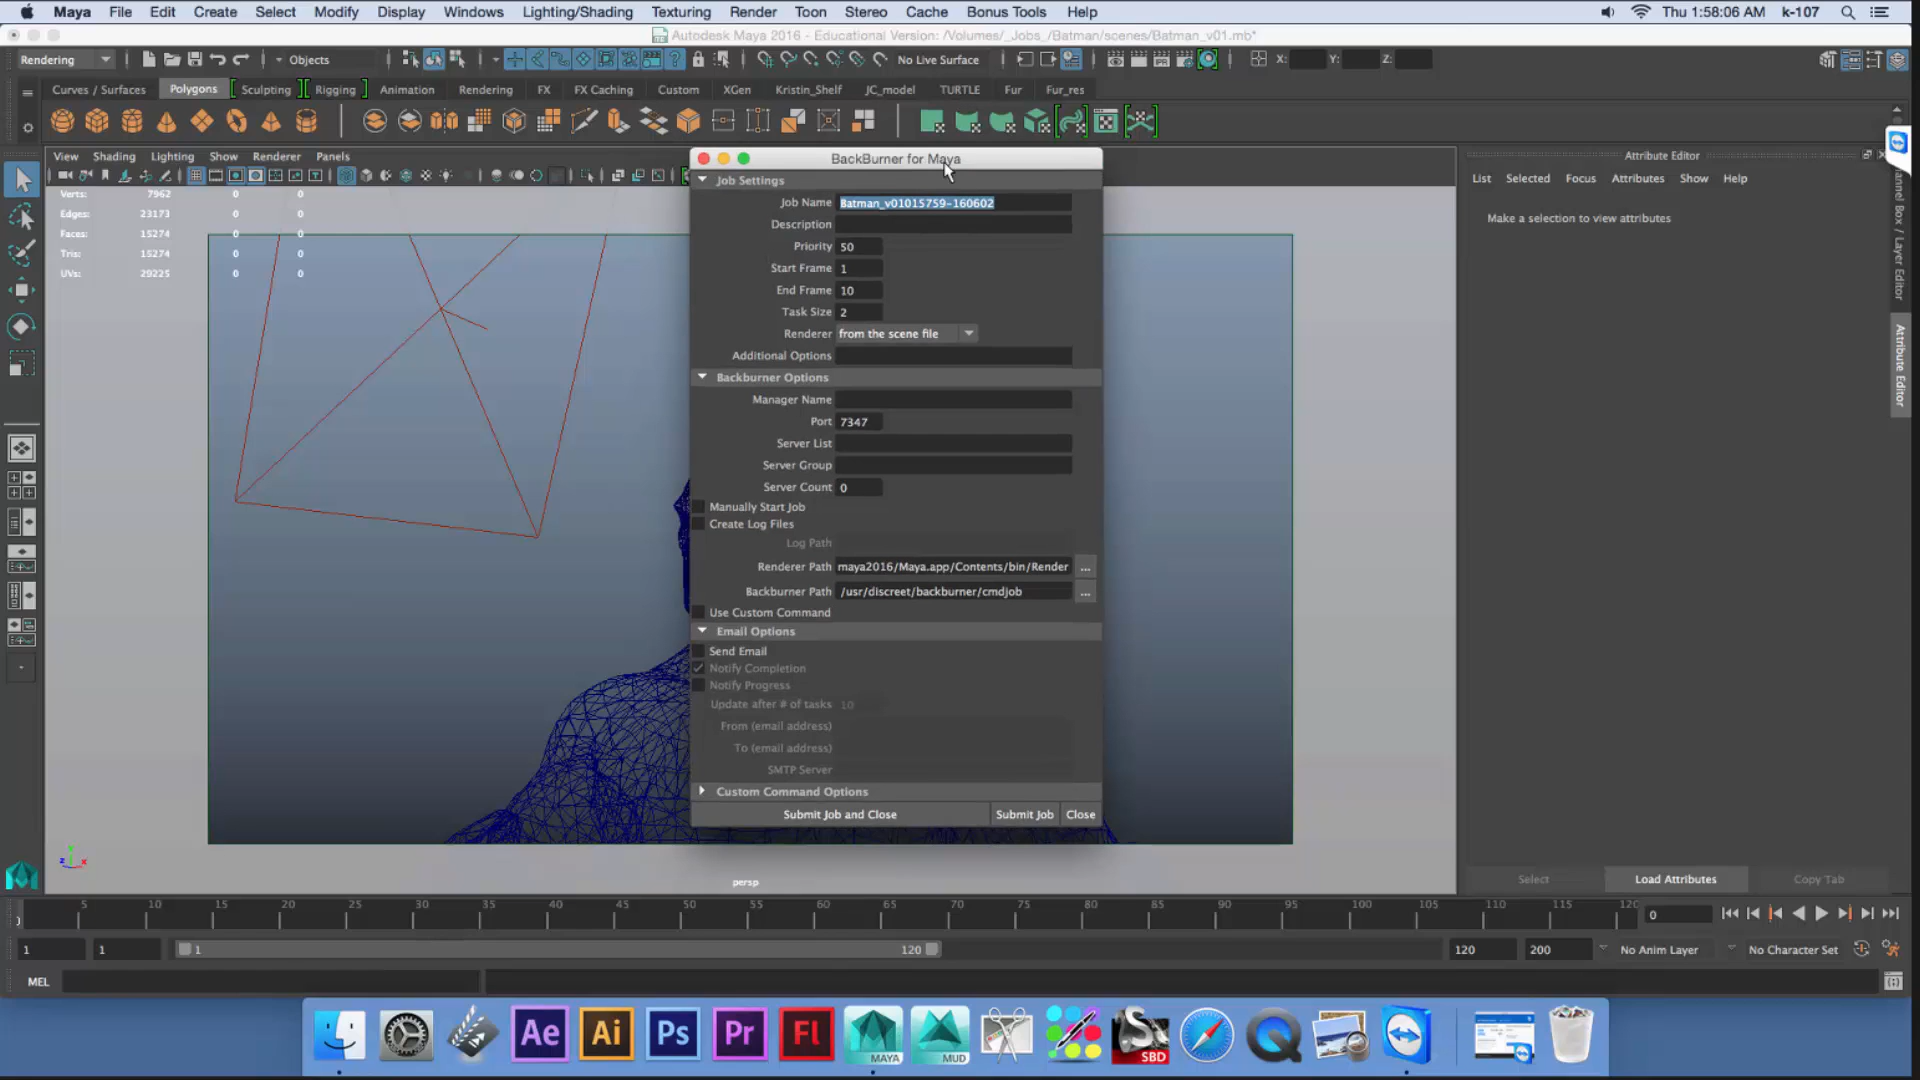 Maya File Edit Create Select Modify Display Windows Lighting/Shading Texturing Render Toon Stereo Cache Bonus Tools Help Thu 1:58:06 AM k-107
Autodesk Maya 2016 - Educational Version: /Volumes/_Jobs_/Batman/scenes/Batman_v01.mb*
Rendering Objects No Live Surface X: Y: Z:
Curves / Surfaces Polygons Sculpting Rigging Animation Rendering FX FX Caching Custom XGen Kristin_Shelf JC_model TURTLE Fur Fur_res
View Shading Lighting Show Renderer Panels
Verts: 7962 0 0
Edges: 23173 0 0
Faces: 15274 0 0
Tris: 15274 0 0
UVs: 29225 0 0
persp
BackBurner for Maya
Job Settings
Job Name Batman_v01015759-160602
Description
Priority 50
Start Frame 1
End Frame 10
Task Size 2
Renderer from the scene file
Additional Options
Backburner Options
Manager Name
Port 7347
Server List
Server Group
Server Count 0
Manually Start Job
Create Log Files
Log Path
Renderer Path maya2016/Maya.app/Contents/bin/Render ...
Backburner Path /usr/discreet/backburner/cmdjob ...
Use Custom Command
Email Options
Send Email
Notify Completion
Notify Progress
Update after # of tasks 10
From (email address)
To (email address)
SMTP Server
Custom Command Options
Submit Job and Close Submit Job Close
Attribute Editor
List Selected Focus Attributes Show Help
Make a selection to view attributes
Select Load Attributes Copy Tab
Box / Layer Editor
Attribute Editor
5 10 15 20 25 30 35 40 45 50 55 60 65 70 75 80 85 90 95 100 105 110 115 120
0
1 1 1 120 120 200 No Anim Layer No Character Set
MEL
Ae Ai Ps Pr Fl MAYA MUD SBD